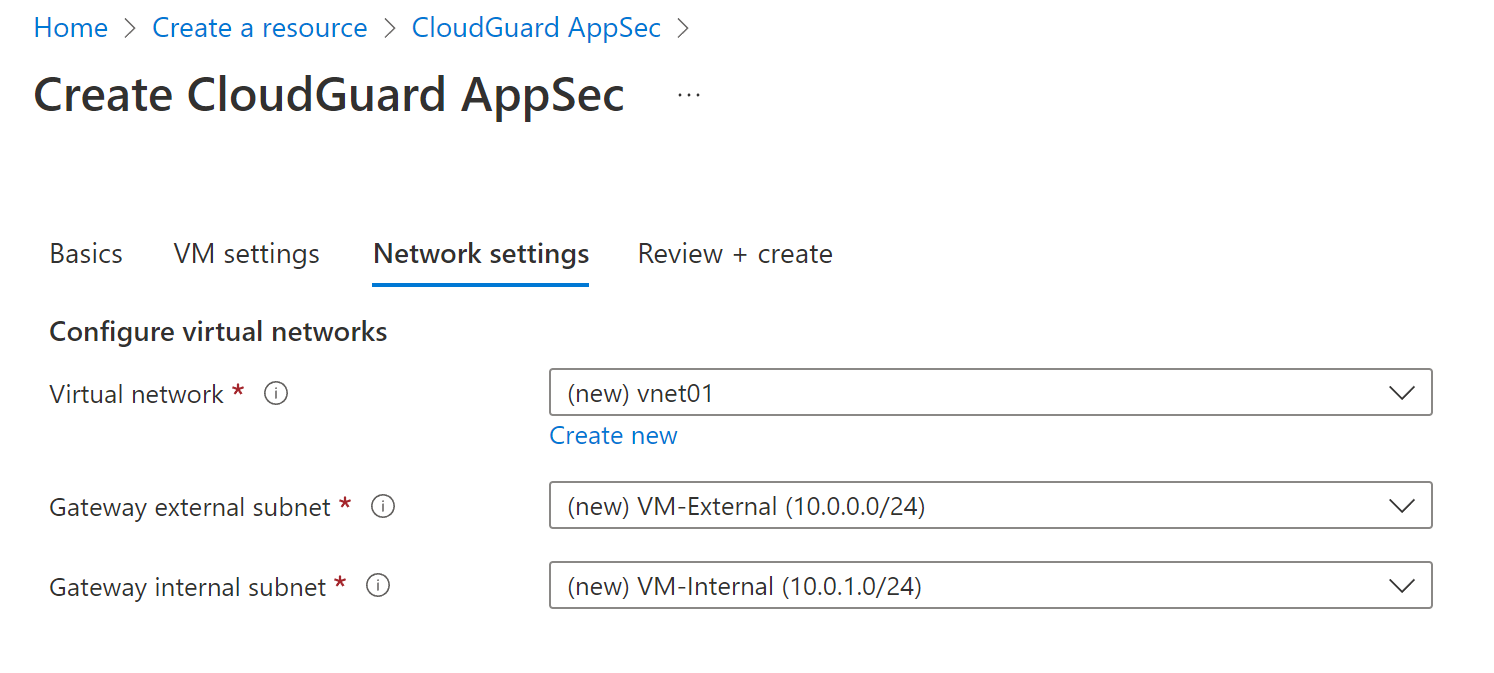 Home > Create a resource > CloudGuard AppSec >
Create CloudGuard AppSec ...
Basics VM settings Network settings Review + create
Configure virtual networks
Virtual network * (new) vnet01
Create new
Gateway external subnet * (new) VM-External (10.0.0.0/24)
Gateway internal subnet * (new) VM-Internal (10.0.1.0/24)